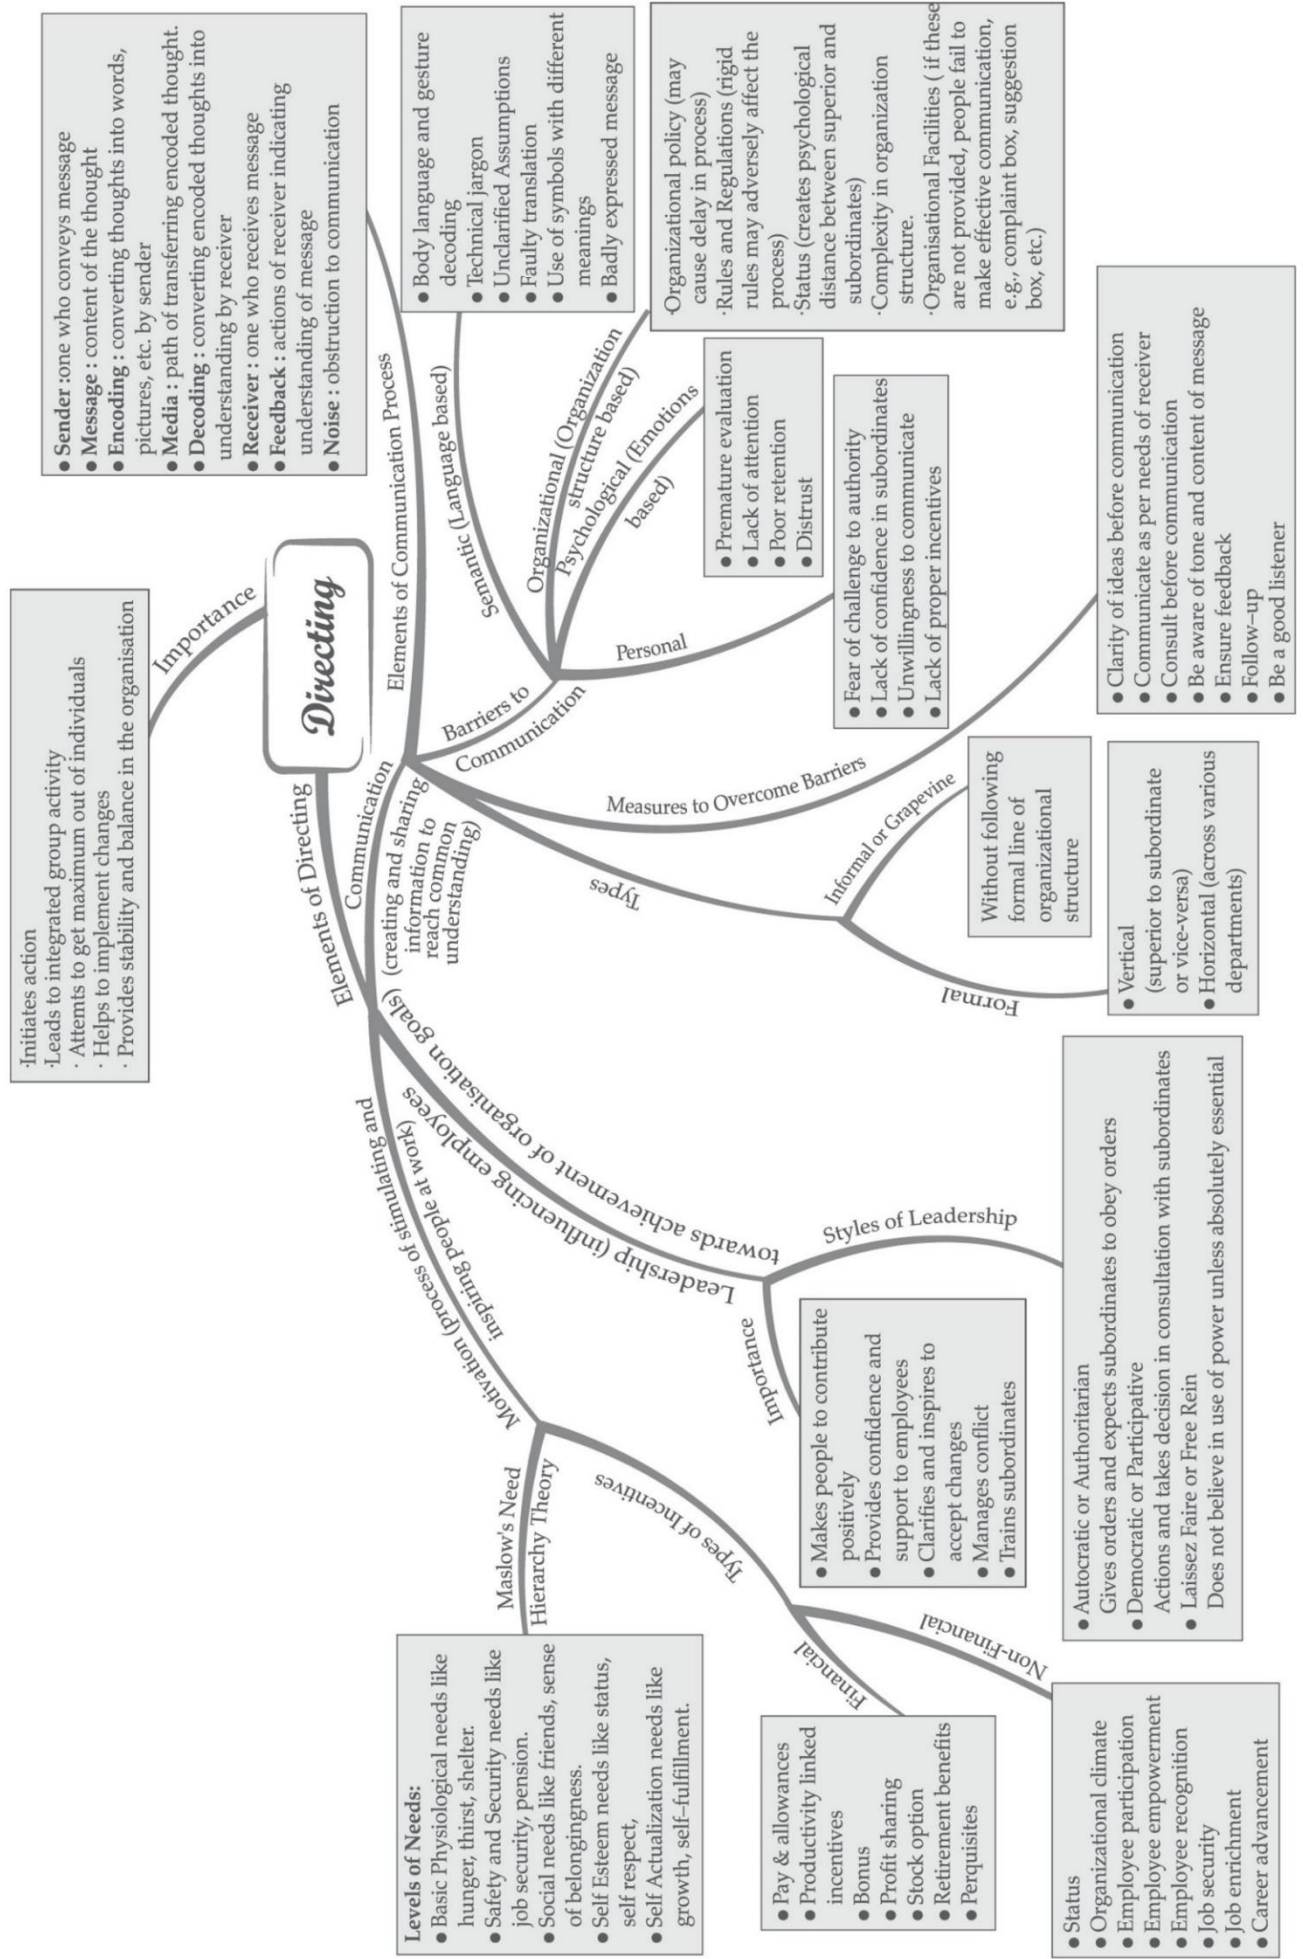 Directing
Importance
·Initiates action
·Leads to integrated group activity
· Attemts to get maximum out of individuals
· Helps to implement changes
· Provides stability and balance in the organisation
Elements of Directing
Communication
(creating and sharing
information to
reach common
understanding)
Elements of Communication Process
● Sender :one who conveys message
● Message : content of the thought
● Encoding : converting thoughts into words,
pictures, etc. by sender
● Media : path of transferring encoded thought.
● Decoding : converting encoded thoughts into
understanding by receiver
● Receiver : one who receives message
● Feedback : actions of receiver indicating
understanding of message
● Noise : obstruction to communication
Barriers to
Communication
Senantic (Language based)
● Body language and gesture
decoding
● Technical jargon
● Unclarified Assumptions
● Faulty translation
● Use of symbols with different
meanings
● Badly expressed message
Organizational (Organization
structure based)
·Organizational policy (may
cause delay in process)
·Rules and Regulations (rigid
rules may adversely affect the
process)
·Status (creates psychological
distance between superior and
subordinates)
·Complexity in organization
structure.
·Organisational Facilities ( if these
are not provided, people fail to
make effective communication,
e.g., complaint box, suggestion
box, etc.)
Psychological (Emotions
based)
● Premature evaluation
● Lack of attention
● Poor retention
● Distrust
Personal
● Fear of challenge to authority
● Lack of confidence in subordinates
● Unwillingness to communicate
● Lack of proper incentives
Measures to Overcome Barriers
● Clarity of ideas before communication
● Communicate as per needs of receiver
● Consult before communication
● Be aware of tone and content of message
● Ensure feedback
● Follow–up
● Be a good listener
Types
Informal or Grapevine
Without following
formal line of
organizational
structure
Formal
● Vertical
(superior to subordinate
or vice-versa)
● Horizontal (across various
departments)
Leadership (influencing employees
towards achievement of organisation goals)
Styles of Leadership
● Autocratic or Authoritarian
Gives orders and expects subordinates to obey orders
● Democratic or Participative
Actions and takes decision in consultation with subordinates
● Laissez Faire or Free Rein
Does not believe in use of power unless absolutely essential
Importance
● Makes people to contribute
positively
● Provides confidence and
support to employees
● Clarifies and inspires to
accept changes
● Manages conflict
● Trains subordinates
Motivation (process of stimulating and
inspiring people at work)
Maslow's Need
Hierarchy Theory
Levels of Needs:
● Basic Physiological needs like
hunger, thirst, shelter.
● Safety and Security needs like
job security, pension.
● Social needs like friends, sense
of belongingness.
● Self Esteem needs like status,
self respect,
● Self Actualization needs like
growth, self–fulfillment.
Types of Incentives
Financial
● Pay & allowances
● Productivity linked
incentives
● Bonus
● Profit sharing
● Stock option
● Retirement benefits
● Perquisites
Non-Financial
● Status
● Organizational climate
● Employee participation
● Employee empowerment
● Employee recognition
● Job security
● Job enrichment
● Career advancement